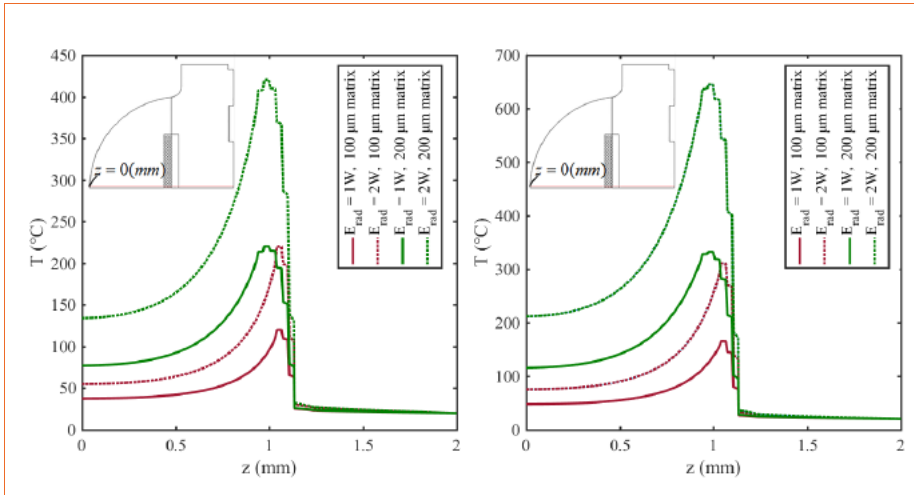 450
400
350
300
250
200
150
100
50
0
T (°C)
0
0.5
1
1.5
2
z (mm)
z = 0(mm)
E_rad = 1W, 100 μm matrix
E_rad − 2W, 100 μm matrix
E_rad − 1W, 200 μm matrix
E_rad = 2W, 200 μm matrix
700
600
500
400
300
200
100
0
T (°C)
0
0.5
1
1.5
2
z (mm)
z = 0(mm)
E_rad = 1W, 100 μm matrix
E_rad − 2W, 100 μm matrix
E_rad = 1W, 200 μm matrix
E_rad = 2W, 200 μm matrix